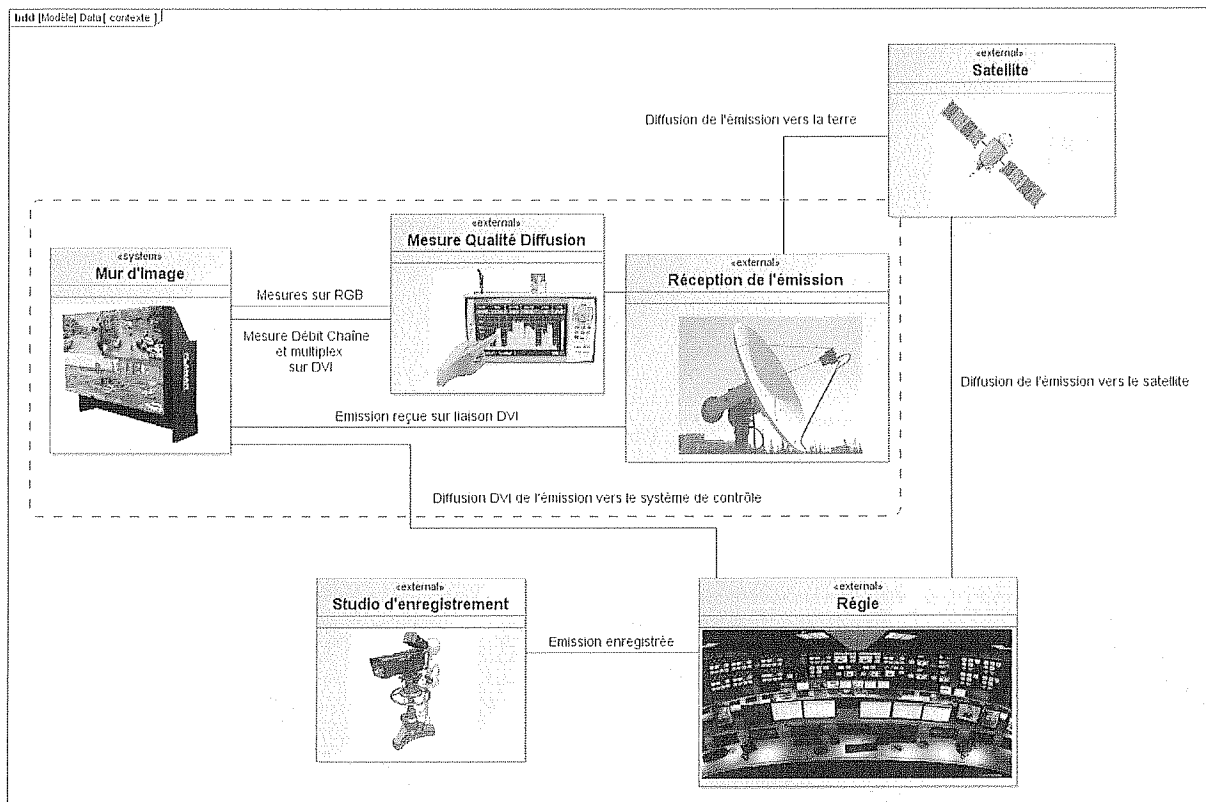 bdd [Modèle] Data [ contexte ]
«external»
Satellite
Diffusion de l'émission vers la terre
«external»
Mesure Qualité Diffusion
«system»
Mur d'image
«external»
Réception de l'émission
Mesures sur RGB
Mesure Débit Chaîne
et multiplex
sur DVI
Diffusion de l'émission vers le satellite
Emission reçue sur liaison DVI
Diffusion DVI de l'émission vers le système de contrôle
«external»
Studio d'enregistrement
«external»
Régie
Emission enregistrée